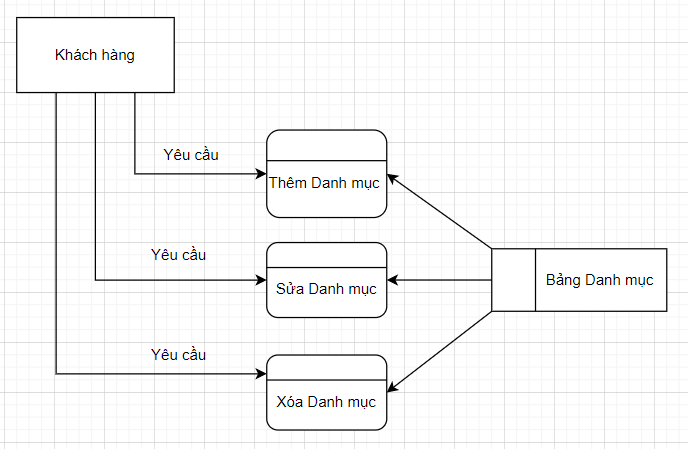 Khách hàng
Yêu cầu
Thêm Danh mục
Yêu cầu
Sửa Danh mục
Bảng Danh mục
Yêu cầu
Xóa Danh mục